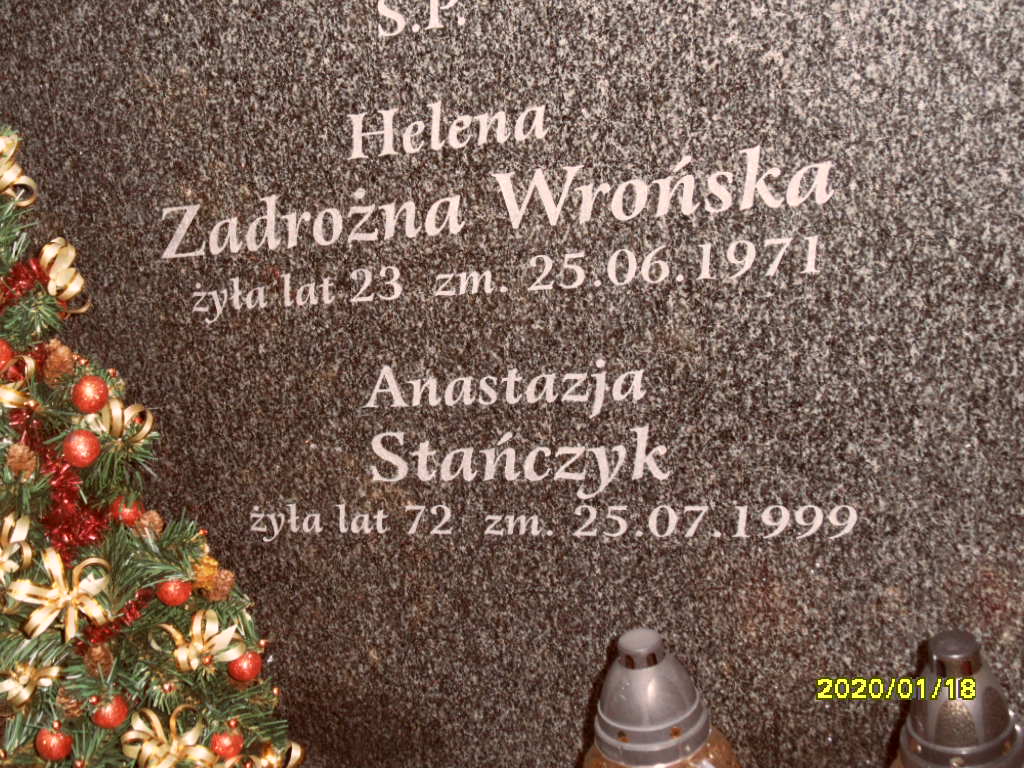 S.P.
Helena
Zadrożna Wrońska
żyła lat 23 zm. 25.06.1971
Anastazja
Stańczyk
żyła lat 72 zm. 25.07.1999
2020/01/18